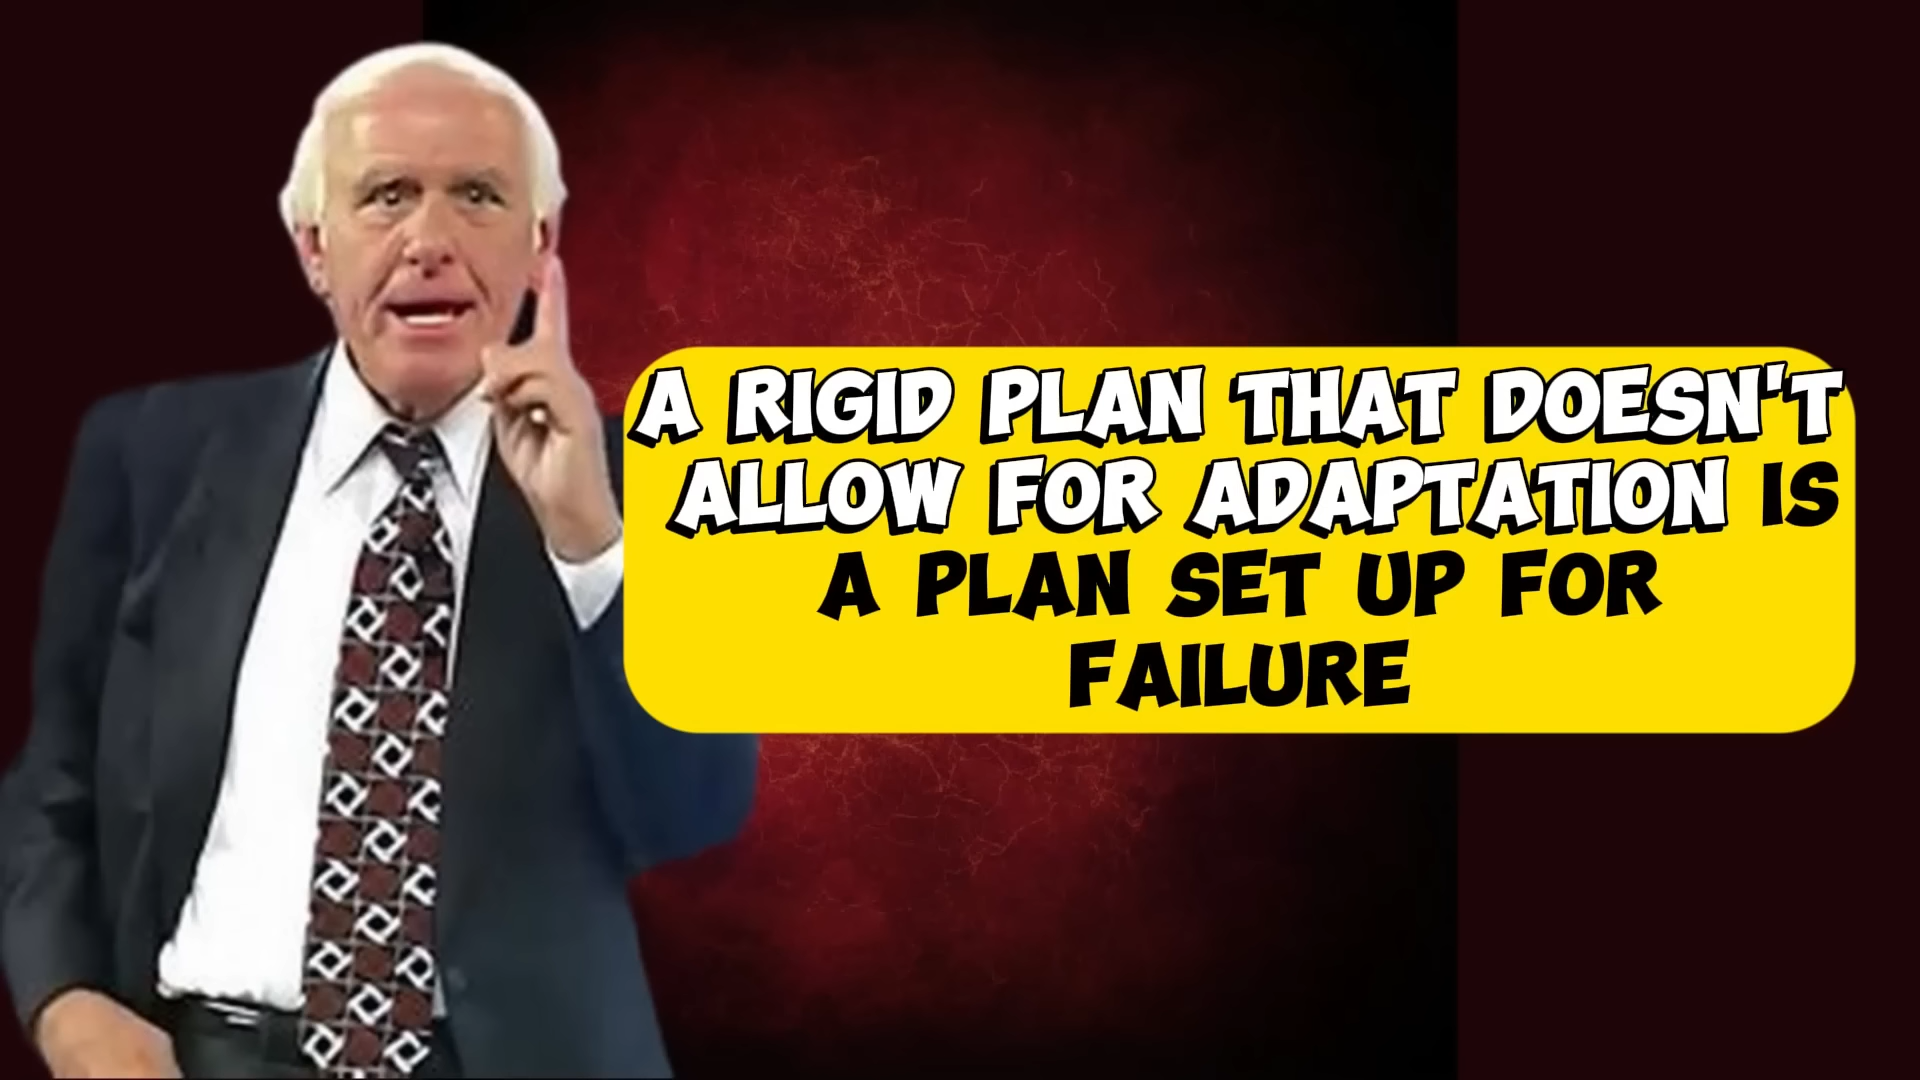 A RIGID PLAN THAT DOESN'T
ALLOW FOR ADAPTATION IS
A PLAN SET UP FOR
FAILURE